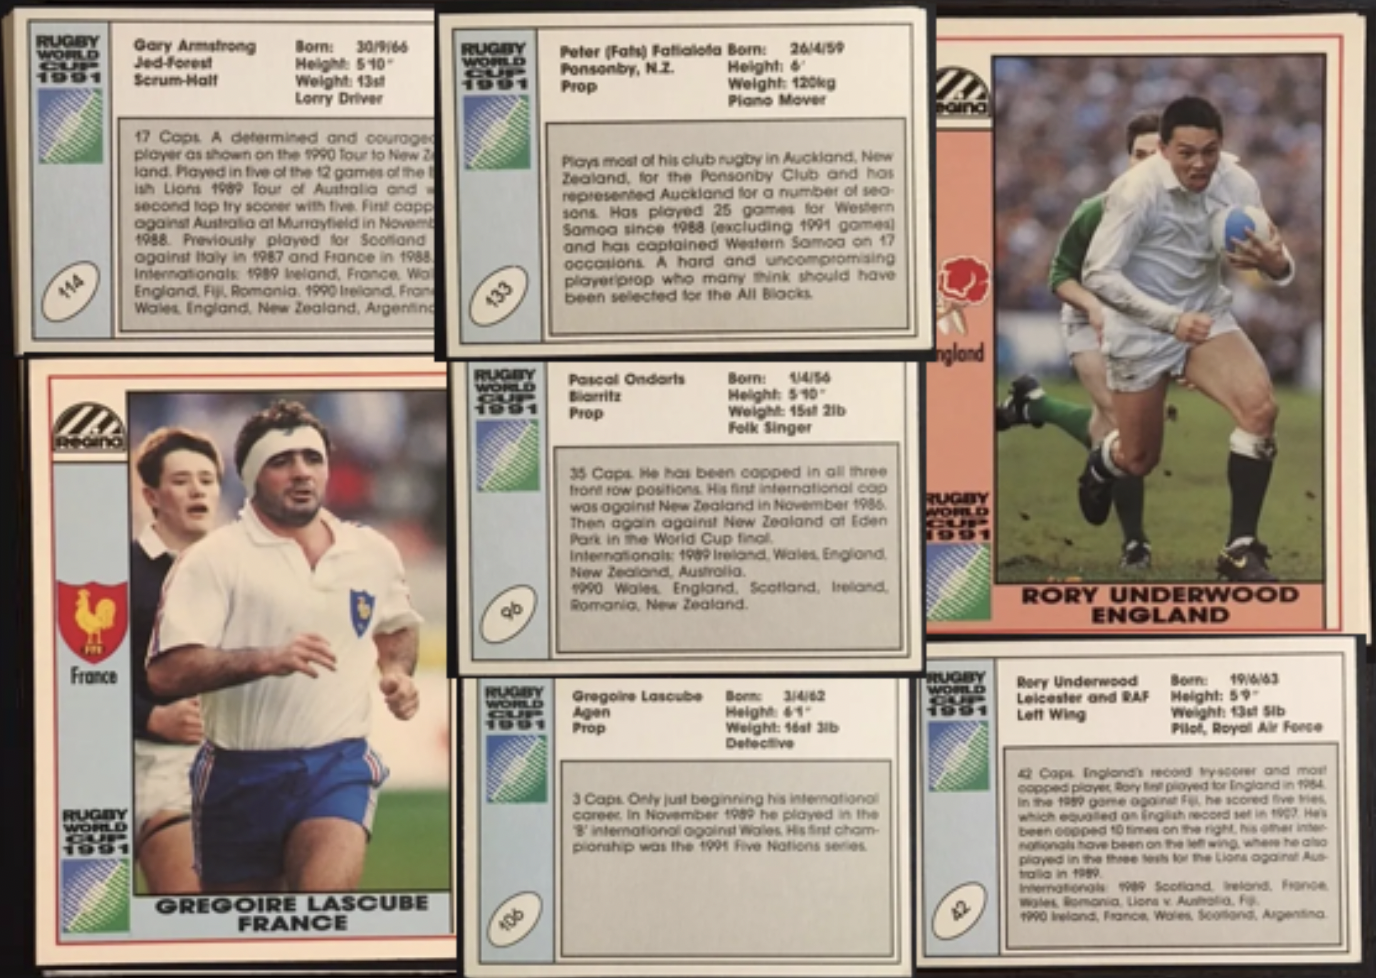 RUGBY
WORLD
CUP
1991
Gary Armstrong
Jed-Forest
Scrum-Half
Born: 30/9/66
Height: 5'10"
Weight: 13st
Lorry Driver
17 Caps. A determined and courageo
player as shown on the 1990 Tour to New Ze
land. Played in five of the 12 games of the B
ish Lions 1989 Tour of Australia and w
second top try scorer with five. First capp
against Australia at Murrayfield in Novemb
1988. Previously played for Scotland
against Italy in 1987 and France in 1988.
Internationals: 1989 Ireland, France, Wal
England, Fiji, Romania. 1990 Ireland, Fran
Wales, England, New Zealand, Argentina
114
RUGBY
WORLD
CUP
1991
Peter (Fats) Fatialofa
Ponsonby, N.Z.
Prop
Born: 26/4/59
Height: 6'
Weight: 120kg
Piano Mover
Plays most of his club rugby in Auckland, New
Zealand, for the Ponsonby Club and has
represented Auckland for a number of sea-
sons. Has played 25 games for Western
Samoa since 1988 (excluding 1991 games)
and has captained Western Samoa on 17
occasions. A hard and uncompromising
player/prop who many think should have
been selected for the All Blacks.
133
Regina
ngland
RUGBY
WORLD
CUP
1991
RORY UNDERWOOD
ENGLAND
Regina
France
FFR
RUGBY
WORLD
CUP
1991
GREGOIRE LASCUBE
FRANCE
RUGBY
WORLD
CUP
1991
Pascal Ondarts
Biarritz
Prop
Born: 1/4/56
Height: 5'10"
Weight: 15st 2lb
Folk Singer
35 Caps. He has been capped in all three
front row positions. His first international cap
was against New Zealand in November 1986.
Then again against New Zealand at Eden
Park in the World Cup final.
Internationals: 1989 Ireland, Wales, England,
New Zealand, Australia.
1990 Wales, England, Scotland, Ireland,
Romania, New Zealand.
96
RUGBY
WORLD
CUP
1991
Gregoire Lascube
Agen
Prop
Born: 3/4/62
Height: 6'1"
Weight: 16st 3lb
Detective
3 Caps. Only just beginning his international
career. In November 1989 he played in the
'B' international against Wales. His first cham-
pionship was the 1991 Five Nations series.
106
RUGBY
WORLD
CUP
1991
Rory Underwood
Leicester and RAF
Left Wing
Born: 19/6/63
Height: 5'9"
Weight: 13st 5lb
Pilot, Royal Air Force
42 Caps. England's record try-scorer and most
capped player, Rory first played for England in 1984.
In the 1989 game against Fiji, he scored five tries,
which equalled an English record set in 1907. He's
been capped 10 times on the right, his other inter-
nationals have been on the left wing, where he also
played in the three tests for the Lions against Aus-
tralia in 1989.
Internationals: 1989 Scotland, Ireland, France,
Wales, Romania, Lions v. Australia, Fiji.
1990 Ireland, France, Wales, Scotland, Argentina.
42